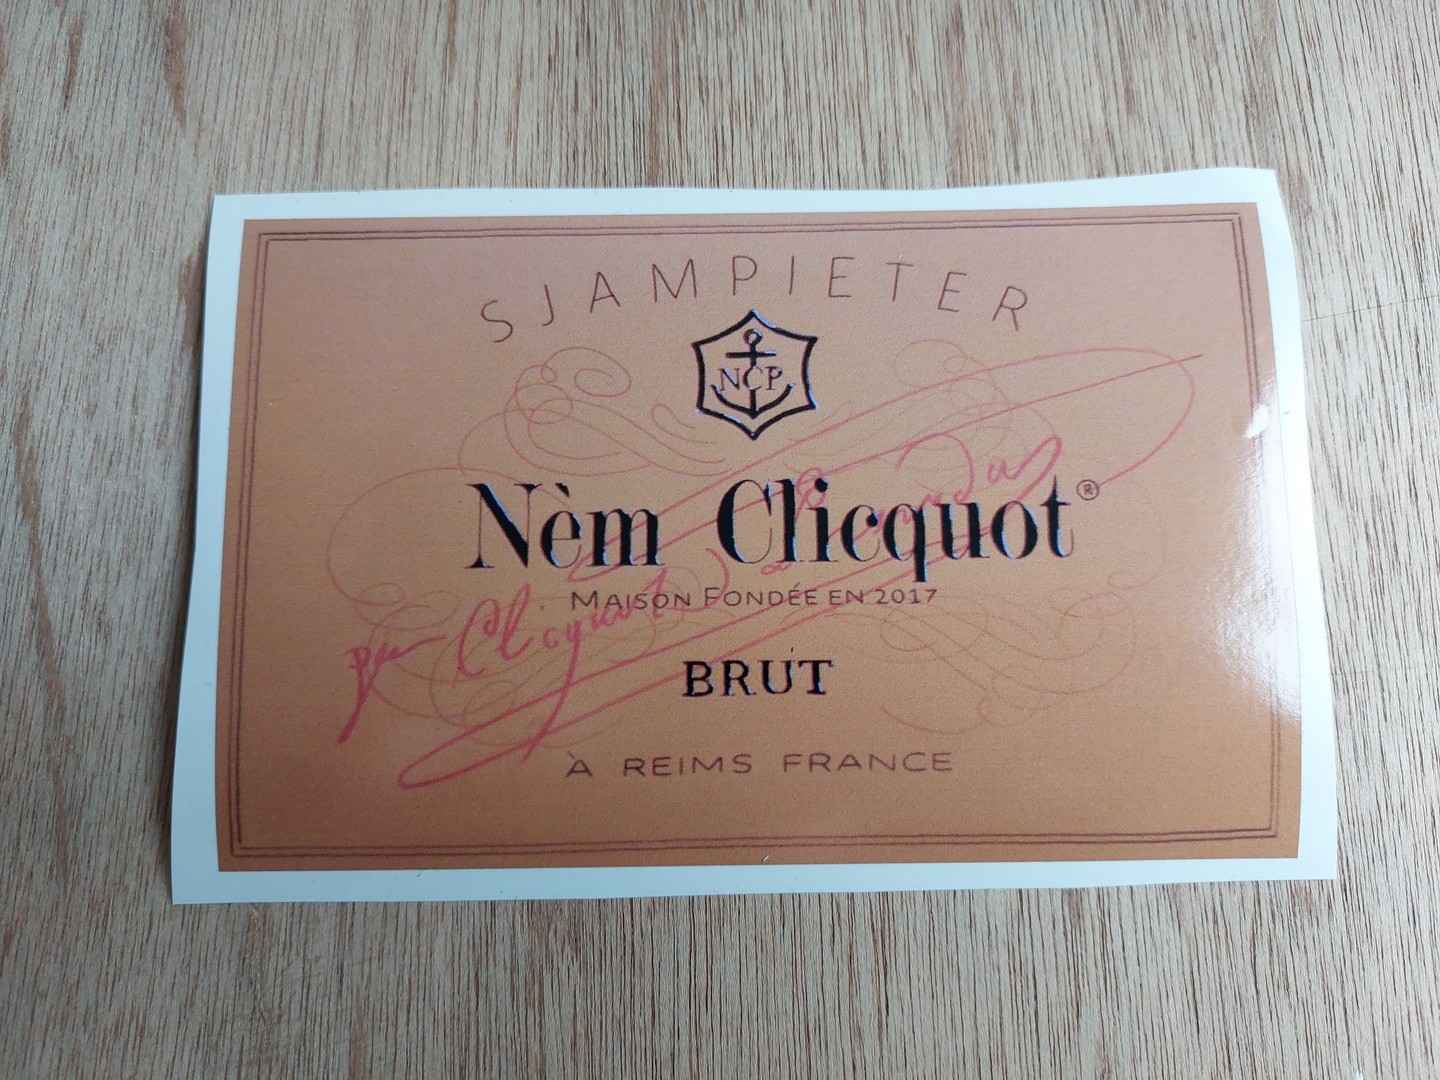 SJAMPIETER
NCP
Nèm Clicquot®
MAISON FONDÉE EN 2017
BRUT
À REIMS FRANCE